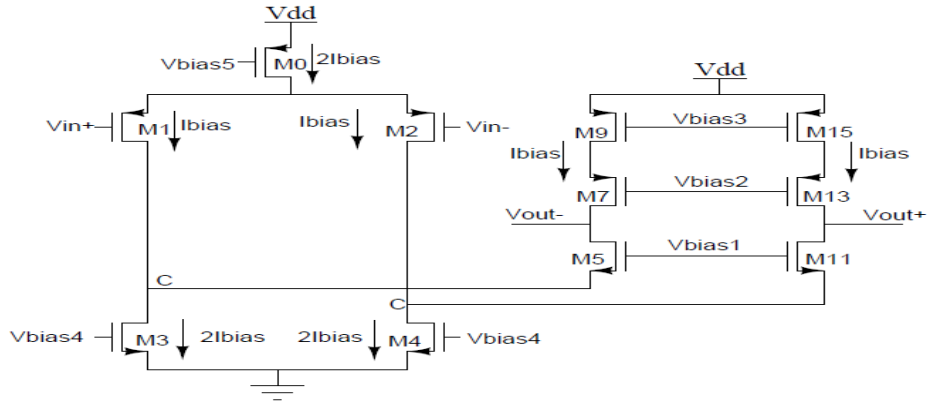 Vdd
Vbias5 M0 2Ibias
Vdd
Vin+ M1 Ibias Ibias M2 Vin-
M9 Vbias3 M15
Ibias Ibias
M7 Vbias2 M13
Vout- Vout+
M5 Vbias1 M11
C
C
Vbias4 M3 2Ibias 2Ibias M4 Vbias4